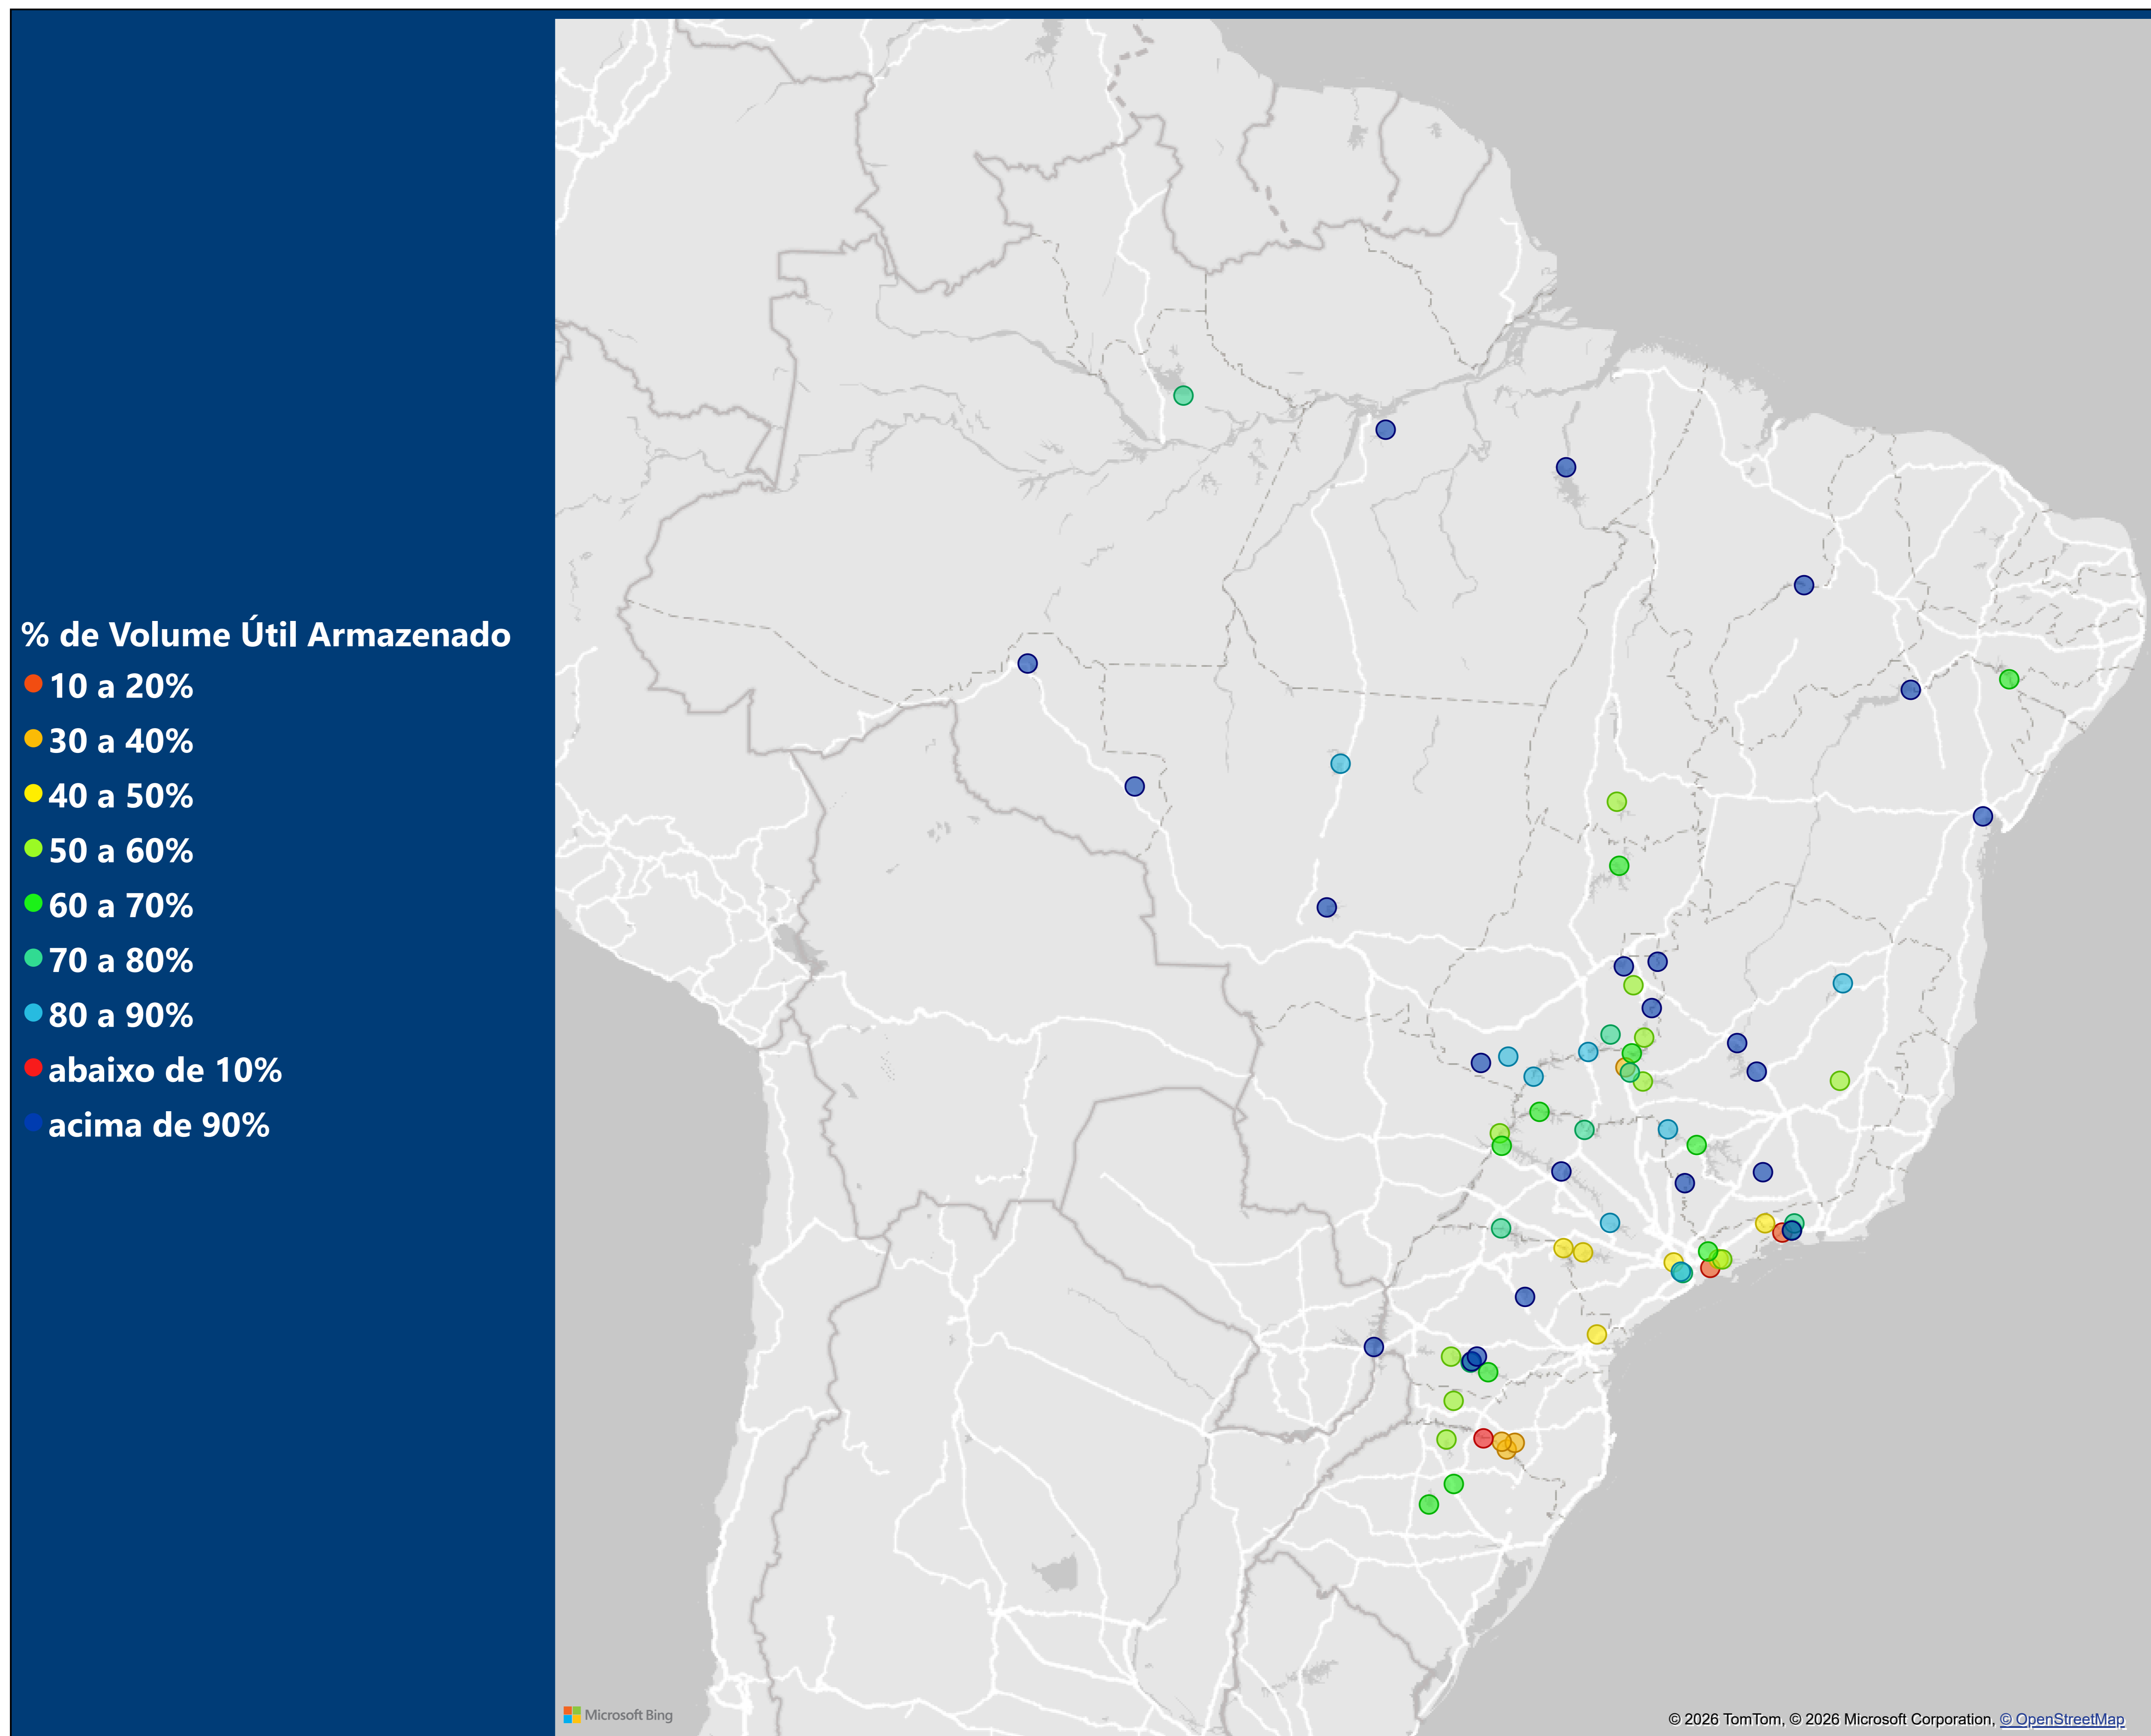 % de Volume Útil Armazenado
10 a 20%
30 a 40%
40 a 50%
50 a 60%
60 a 70%
70 a 80%
80 a 90%
abaixo de 10%
acima de 90%
Microsoft Bing
© 2026 TomTom, © 2026 Microsoft Corporation, © OpenStreetMap